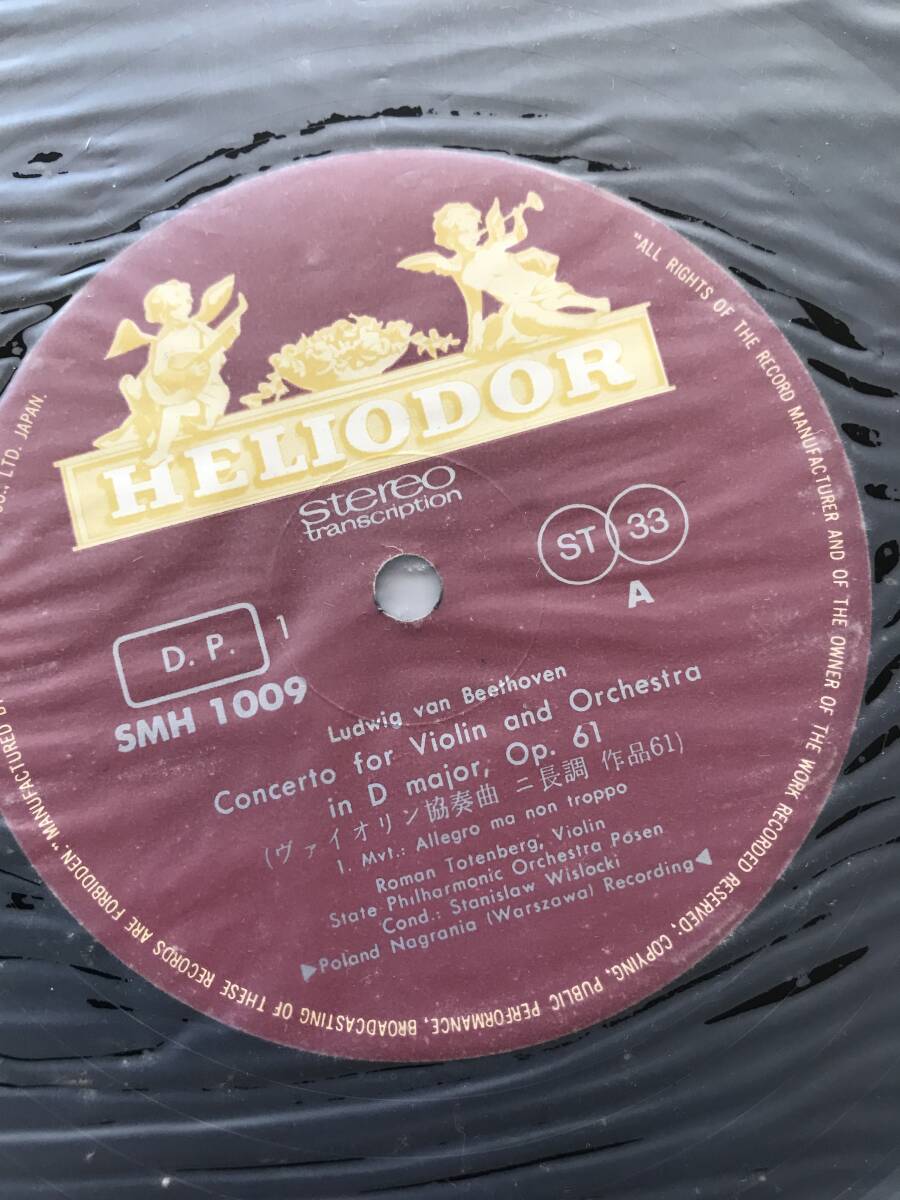 HELIODOR
stereo
transcription
ST 33
A
D. P. 1
SMH 1009
Ludwig van Beethoven
Concerto for Violin and Orchestra
in D major, Op. 61
(ヴァイオリン協奏曲 ニ長調 作品61)
I. Mvt.: Allegro ma non troppo
Roman Totenberg, Violin
State Philharmonic Orchestra Posen
Cond.: Stanislaw Wislocki
▶Poland Nagrania (Warszawa) Recording◀
"ALL RIGHTS OF THE RECORD MANUFACTURER AND OF THE OWNER OF THE WORK RECORDED RESERVED; COPYING, PUBLIC PERFORMANCE, BROADCASTING OF THESE RECORDS ARE FORBIDDEN." MANUFACTURED BY
CO., LTD. JAPAN.